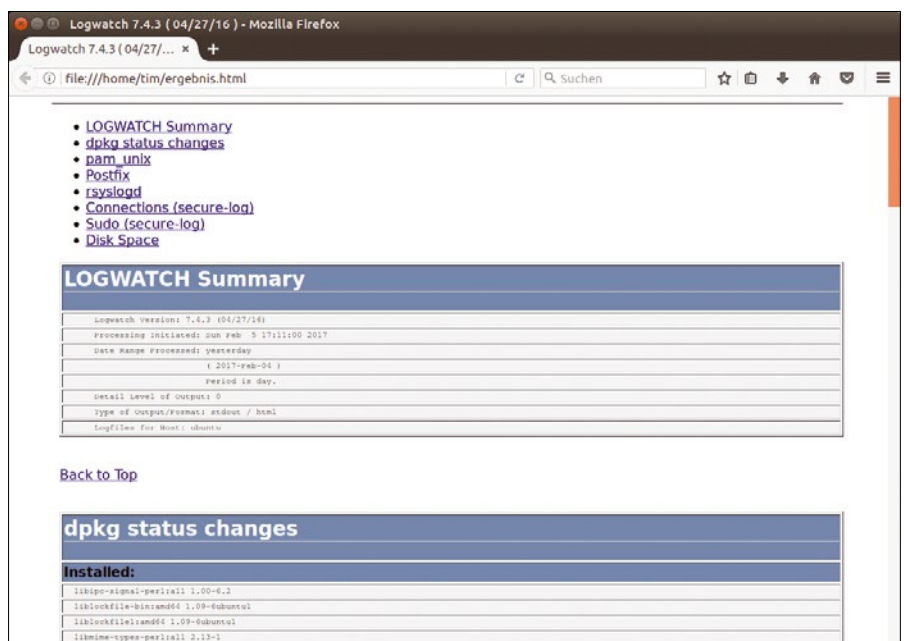 Logwatch 7.4.3 ( 04/27/16 ) - Mozilla Firefox
Logwatch 7.4.3 ( 04/27/... × +
file:///home/tim/ergebnis.html
Suchen
LOGWATCH Summary
dpkg status changes
pam_unix
Postfix
rsyslogd
Connections (secure-log)
Sudo (secure-log)
Disk Space
LOGWATCH Summary
Logwatch Version: 7.4.3 (04/27/16)
Processing Initiated: Sun Feb 5 17:11:00 2017
Date Range Processed: yesterday
( 2017-Feb-04 )
Period is day.
Detail Level of Output: 0
Type of Output/Format: stdout / html
Logfiles for Host: ubuntu
Back to Top
dpkg status changes
Installed:
libipc-signal-perl:all 1.00-6.2
liblockfile-bin:amd64 1.09-6ubuntu1
liblockfile1:amd64 1.09-6ubuntu1
libmime-types-perl:all 2.13-1